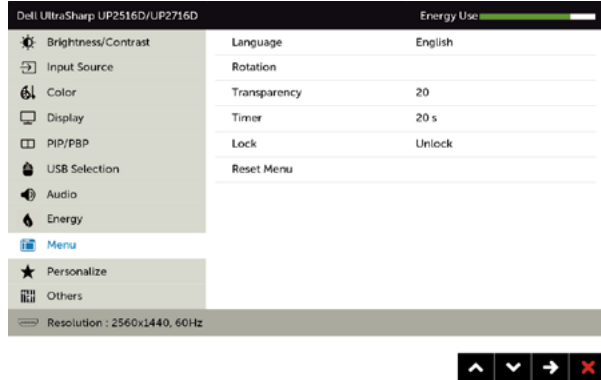 Dell UltraSharp UP2516D/UP2716D Energy Use
Brightness/Contrast Language English
Input Source Rotation
Color Transparency 20
Display Timer 20 s
PIP/PBP Lock Unlock
USB Selection Reset Menu
Audio
Energy
Menu
Personalize
Others
Resolution : 2560x1440, 60Hz